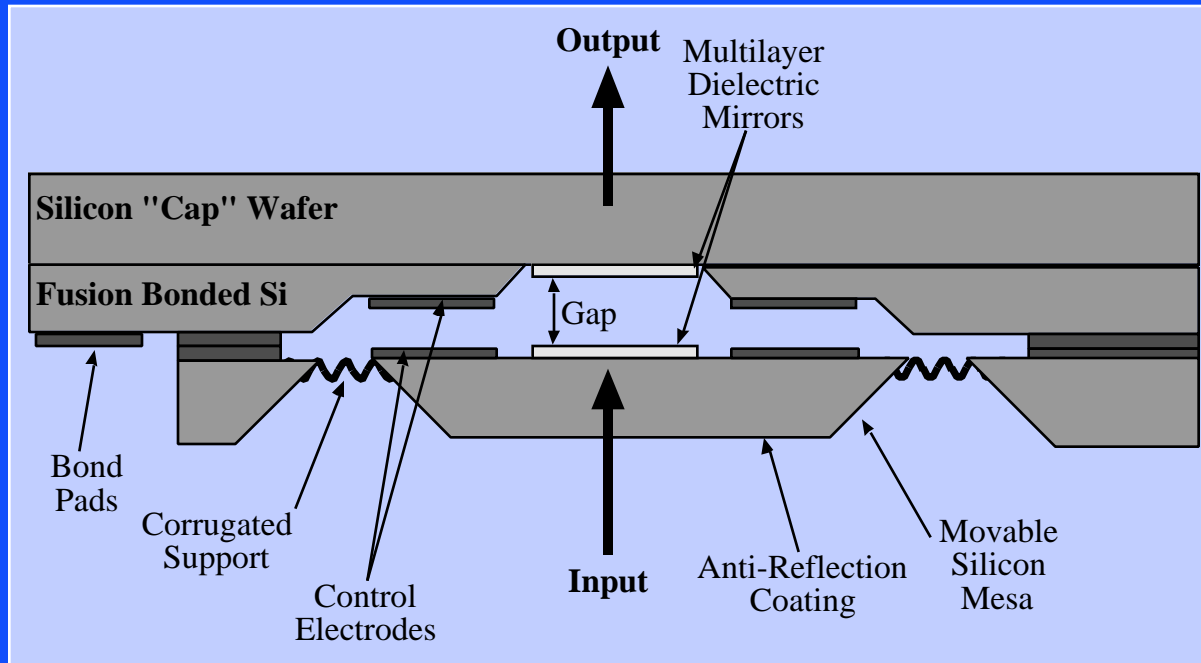 Output
Multilayer
Dielectric
Mirrors
Silicon "Cap" Wafer
Fusion Bonded Si
Gap
Bond
Pads
Corrugated
Support
Control
Electrodes
Input
Anti-Reflection
Coating
Movable
Silicon
Mesa